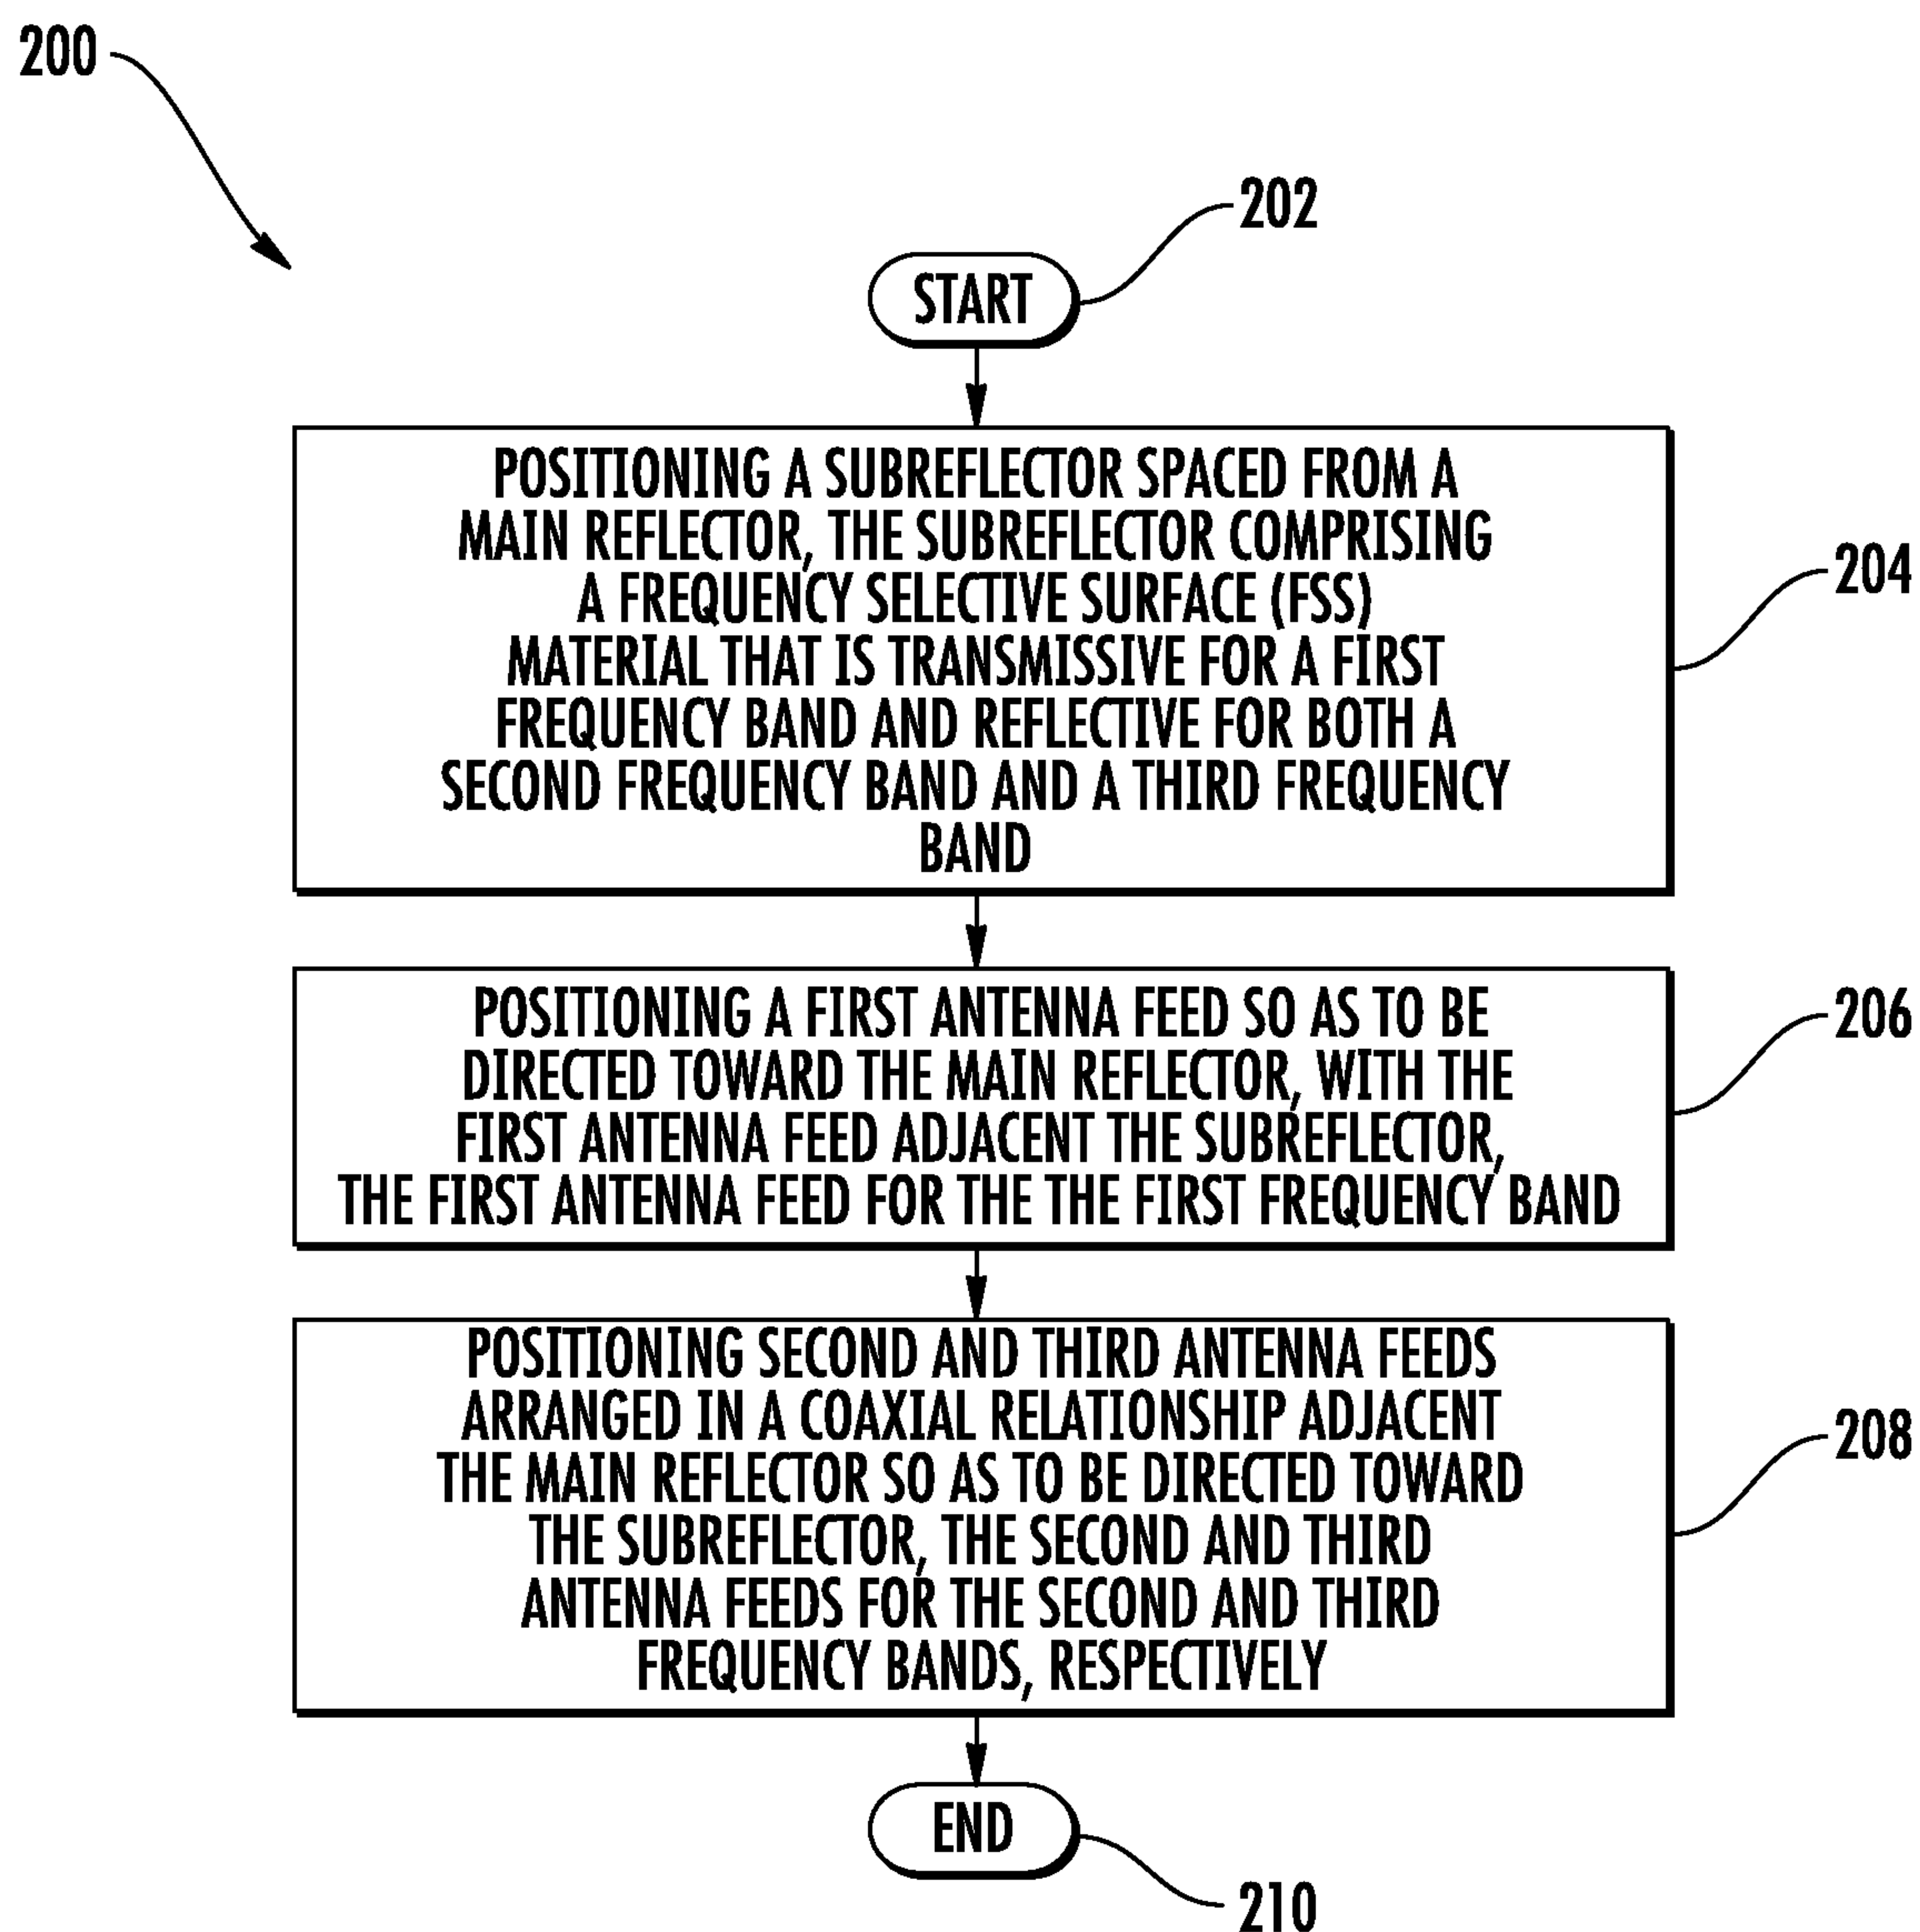 200
202
START
POSITIONING A SUBREFLECTOR SPACED FROM A
MAIN REFLECTOR, THE SUBREFLECTOR COMPRISING
A FREQUENCY SELECTIVE SURFACE (FSS)
MATERIAL THAT IS TRANSMISSIVE FOR A FIRST
FREQUENCY BAND AND REFLECTIVE FOR BOTH A
SECOND FREQUENCY BAND AND A THIRD FREQUENCY
BAND
204
POSITIONING A FIRST ANTENNA FEED SO AS TO BE
DIRECTED TOWARD THE MAIN REFLECTOR, WITH THE
FIRST ANTENNA FEED ADJACENT THE SUBREFLECTOR,
THE FIRST ANTENNA FEED FOR THE THE FIRST FREQUENCY BAND
206
POSITIONING SECOND AND THIRD ANTENNA FEEDS
ARRANGED IN A COAXIAL RELATIONSHIP ADJACENT
THE MAIN REFLECTOR SO AS TO BE DIRECTED TOWARD
THE SUBREFLECTOR, THE SECOND AND THIRD
ANTENNA FEEDS FOR THE SECOND AND THIRD
FREQUENCY BANDS, RESPECTIVELY
208
END
210